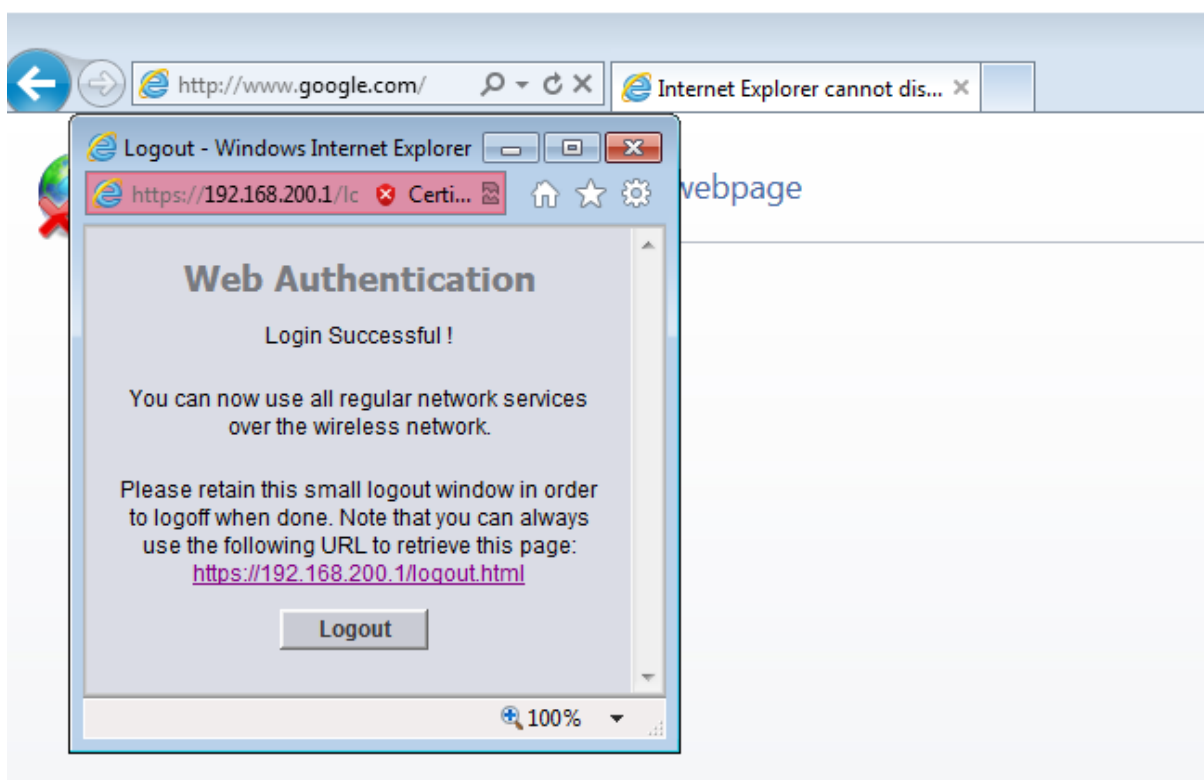 http://www.google.com/
Internet Explorer cannot dis...
Logout - Windows Internet Explorer
https://192.168.200.1/lc Certi...
webpage
Web Authentication
Login Successful !
You can now use all regular network services
over the wireless network.
Please retain this small logout window in order
to logoff when done. Note that you can always
use the following URL to retrieve this page:
https://192.168.200.1/logout.html
Logout
100%